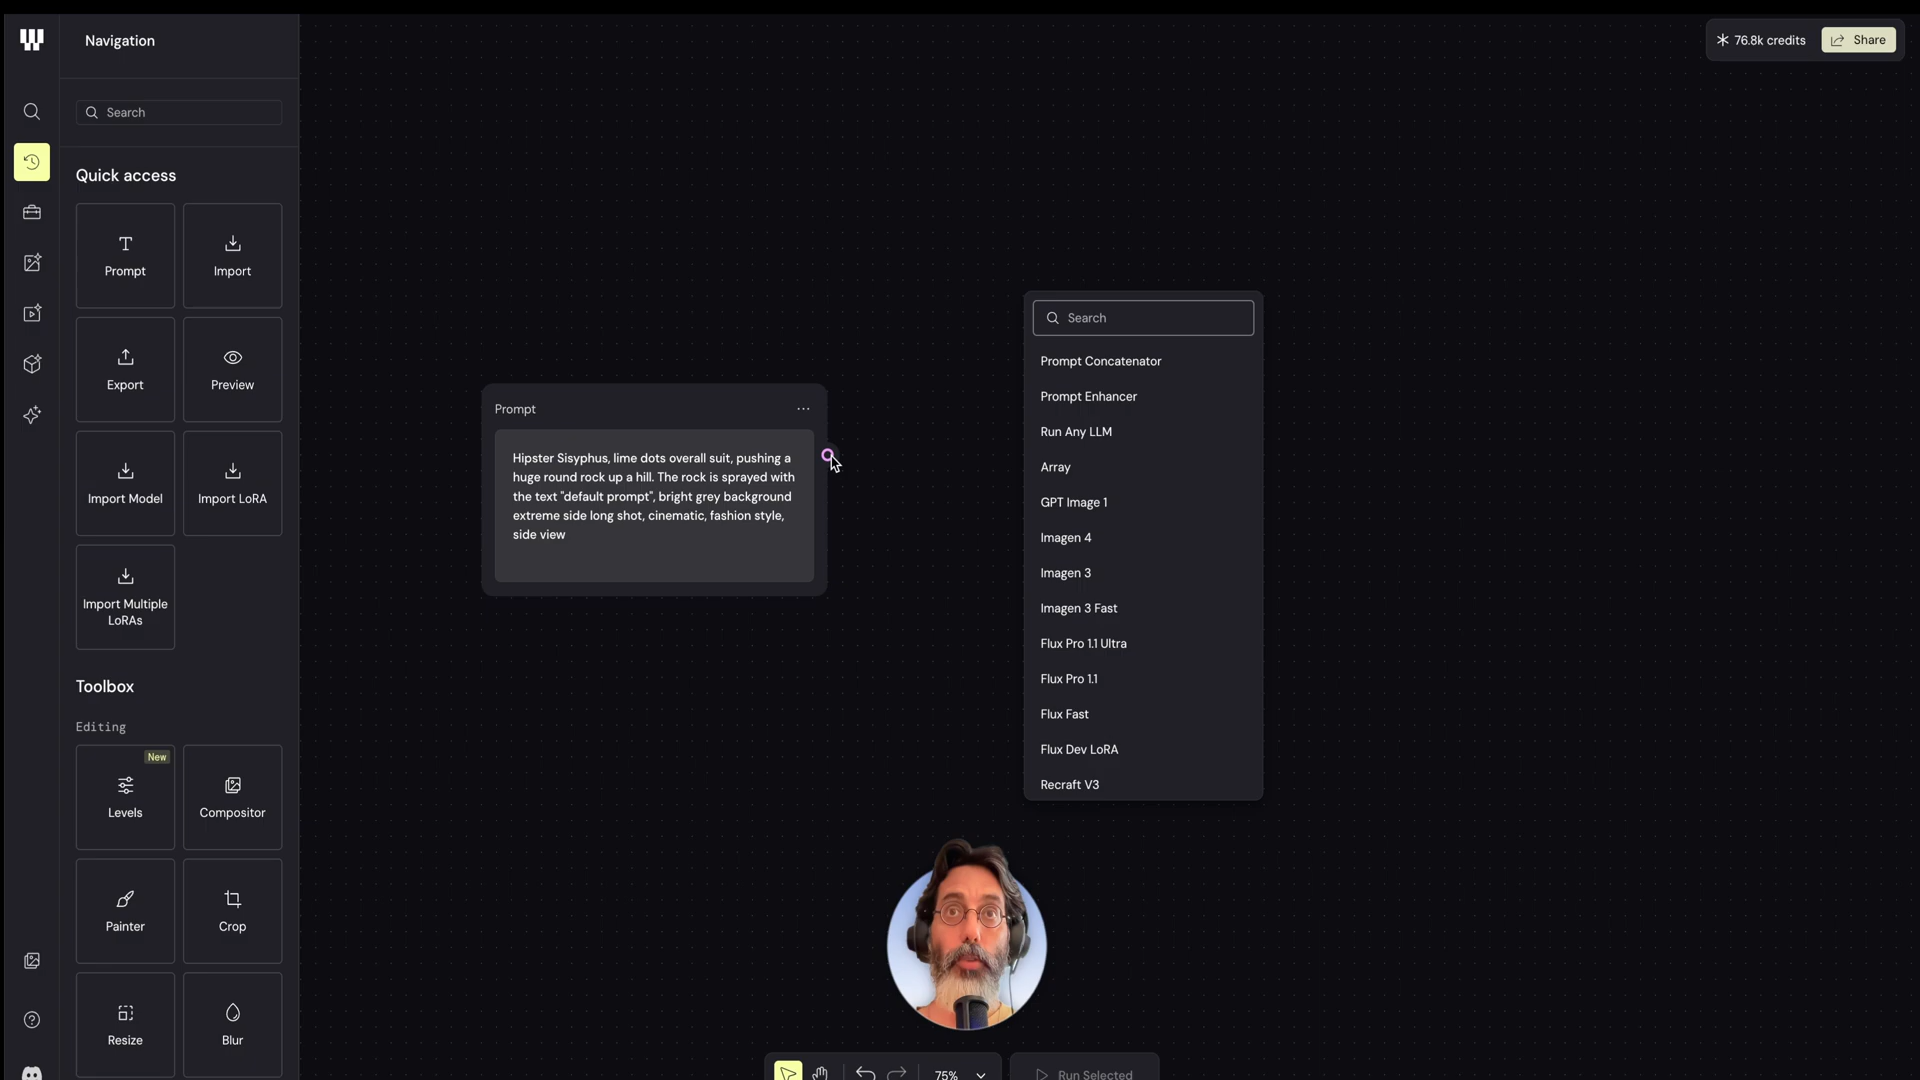 Navigation
76.8k credits
Share
Search
Quick access
Prompt
Import
Export
Preview
Import Model
Import LoRA
Import Multiple
LoRAs
Toolbox
Editing
New
Levels
Compositor
Painter
Crop
Resize
Blur
Prompt
Hipster Sisyphus, lime dots overall suit, pushing a
huge round rock up a hill. The rock is sprayed with
the text "default prompt", bright grey background
extreme side long shot, cinematic, fashion style,
side view
Search
Prompt Concatenator
Prompt Enhancer
Run Any LLM
Array
GPT Image 1
Imagen 4
Imagen 3
Imagen 3 Fast
Flux Pro 1.1 Ultra
Flux Pro 1.1
Flux Fast
Flux Dev LoRA
Recraft V3
75%
Run Selected